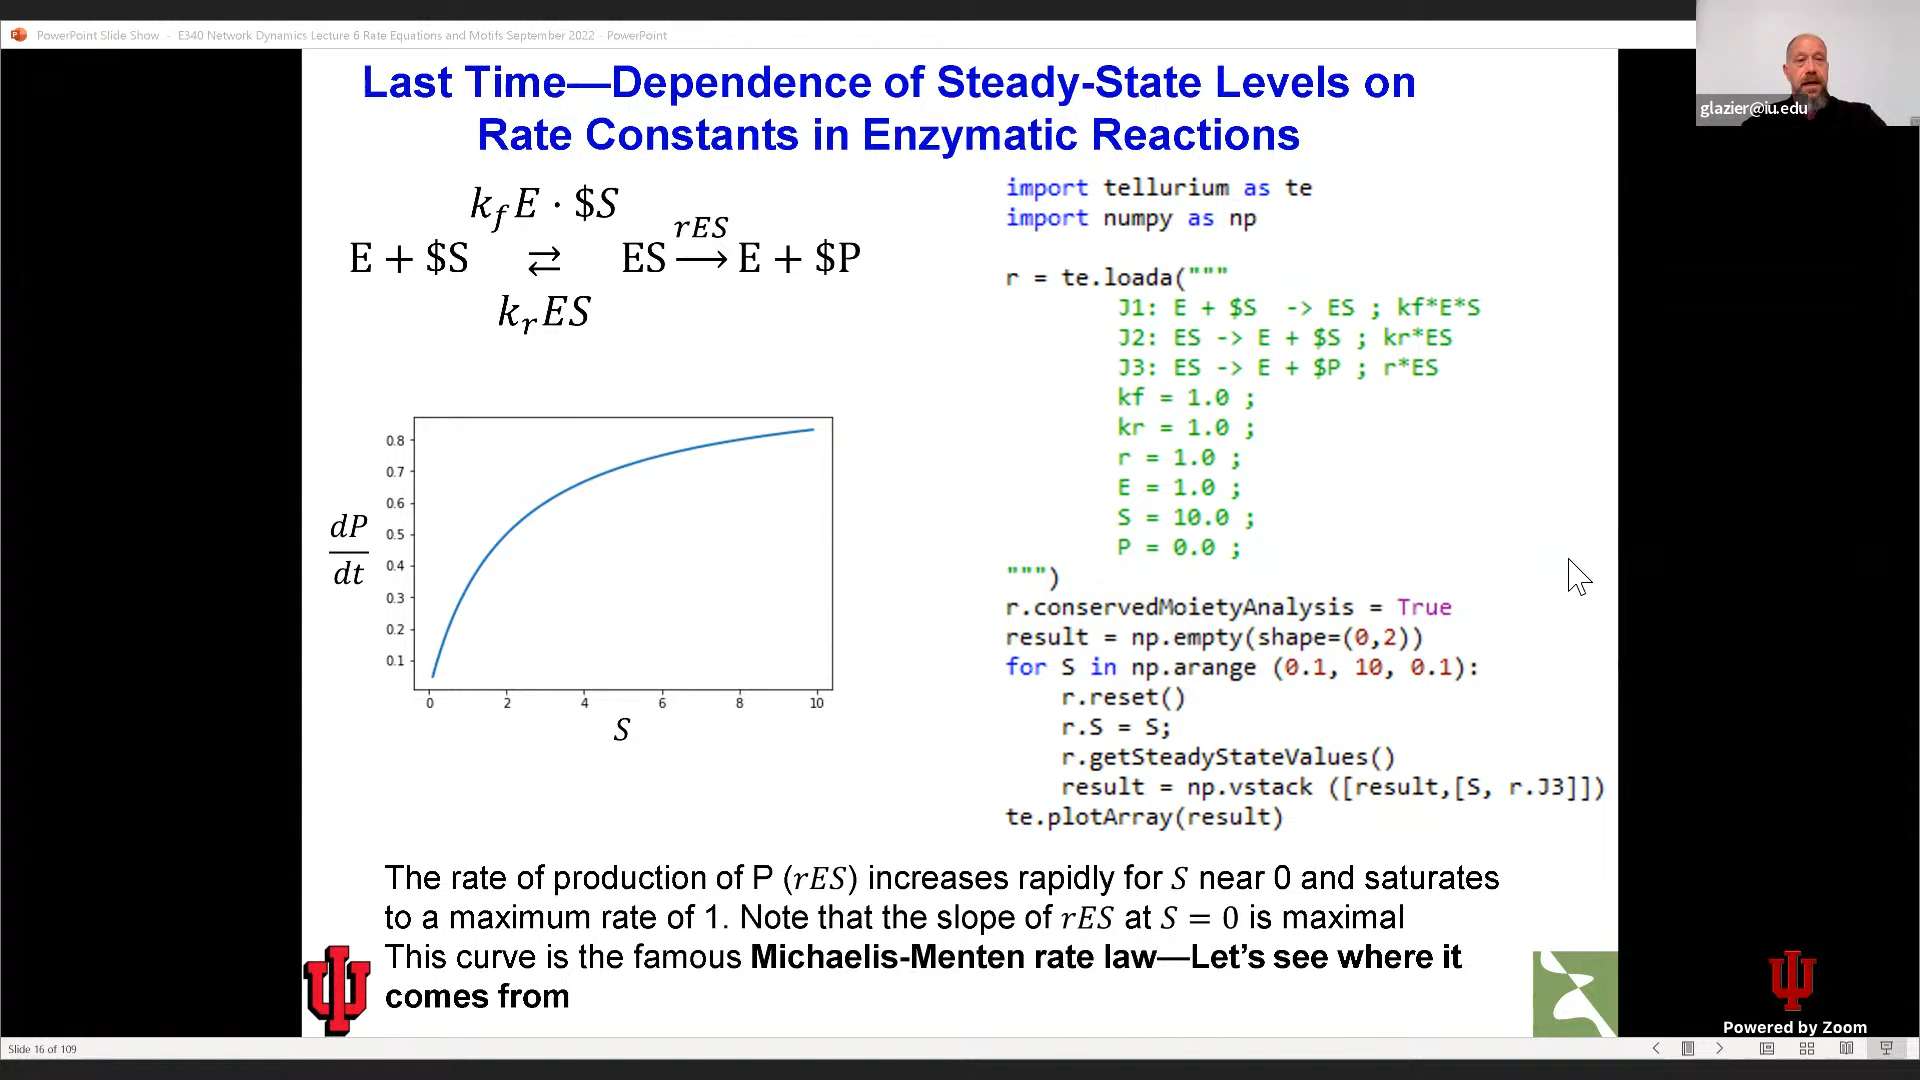 PowerPoint Slide Show - E340 Network Dynamics Lecture 6 Rate Equations and Motifs September 2022 - PowerPoint
glazier@iu.edu
Last Time—Dependence of Steady-State Levels on
Rate Constants in Enzymatic Reactions
k_f E · $S
E + $S ⇄ ES ⟶ E + $P
rES
k_r ES
import tellurium as te
import numpy as np
r = te.loada("""
J1: E + $S -> ES ; kf*E*S
J2: ES -> E + $S ; kr*ES
J3: ES -> E + $P ; r*ES
kf = 1.0 ;
kr = 1.0 ;
r = 1.0 ;
E = 1.0 ;
S = 10.0 ;
P = 0.0 ;
""")
r.conservedMoietyAnalysis = True
result = np.empty(shape=(0,2))
for S in np.arange (0.1, 10, 0.1):
r.reset()
r.S = S;
r.getSteadyStateValues()
result = np.vstack ([result,[S, r.J3]])
te.plotArray(result)
dP
dt
0.8
0.7
0.6
0.5
0.4
0.3
0.2
0.1
0 2 4 6 8 10
S
The rate of production of P (rES) increases rapidly for S near 0 and saturates
to a maximum rate of 1. Note that the slope of rES at S = 0 is maximal
This curve is the famous Michaelis-Menten rate law—Let's see where it
comes from
Powered by Zoom
Slide 16 of 109